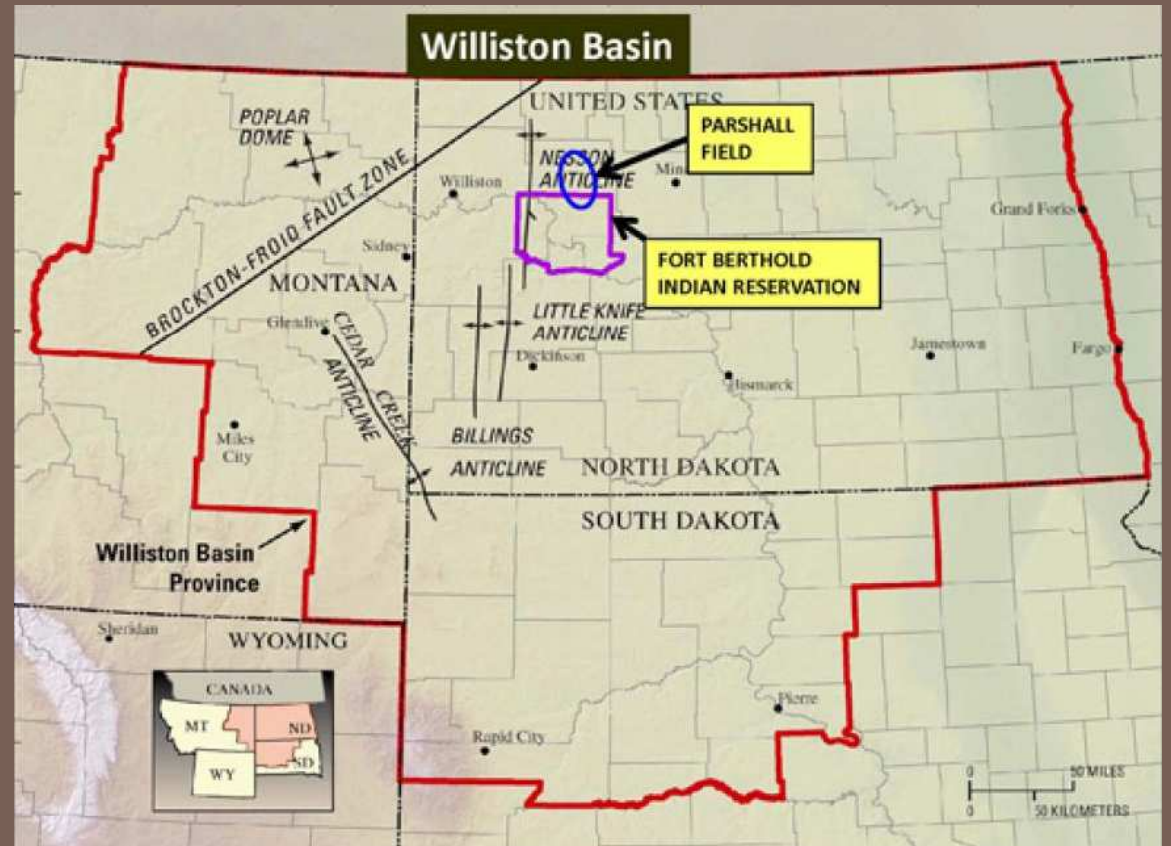 Williston Basin
UNITED STATES
POPLAR
DOME
PARSHALL
FIELD
NESSON
ANTICLINE
Williston
Grand Forks
BROCKTON-FROID FAULT ZONE
Sidney
FORT BERTHOLD
INDIAN RESERVATION
MONTANA
Glendive
CEDAR CREEK
ANTICLINE
LITTLE KNIFE
ANTICLINE
Dickinson
Jamestown
Fargo
Bismarck
Miles
City
BILLINGS
ANTICLINE
NORTH DAKOTA
SOUTH DAKOTA
Williston Basin
Province
Sheridan
WYOMING
CANADA
MT
ND
SD
WY
Pierre
Rapid City
0
50 MILES
0
50 KILOMETERS